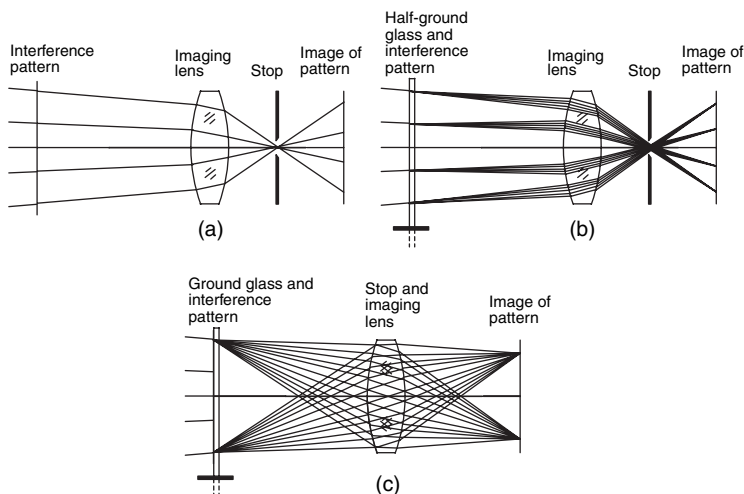 Interference
pattern
Imaging
lens
Stop
Image of
pattern
(a)
Half-ground
glass and
interference
pattern
Imaging
lens
Stop
Image of
pattern
(b)
Ground glass and
interference
pattern
Stop and
imaging
lens
Image of
pattern
(c)